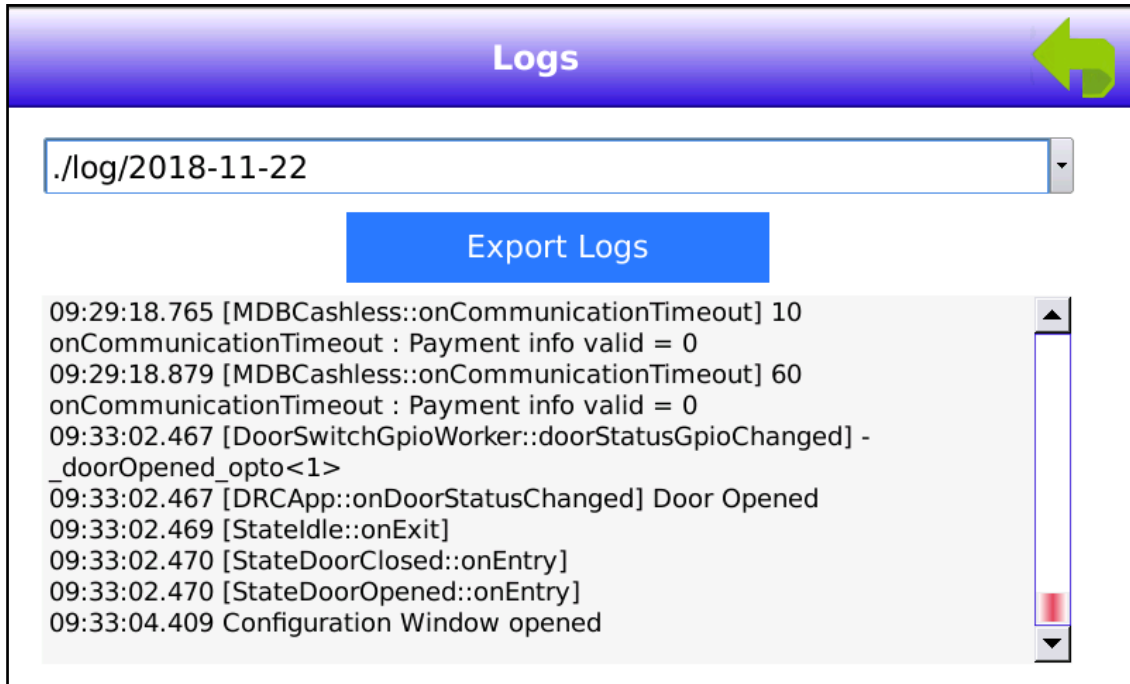 Logs
./log/2018-11-22
Export Logs
09:29:18.765 [MDBCashless::onCommunicationTimeout] 10
onCommunicationTimeout : Payment info valid = 0
09:29:18.879 [MDBCashless::onCommunicationTimeout] 60
onCommunicationTimeout : Payment info valid = 0
09:33:02.467 [DoorSwitchGpioWorker::doorStatusGpioChanged] -
_doorOpened_opto<1>
09:33:02.467 [DRCApp::onDoorStatusChanged] Door Opened
09:33:02.469 [StateIdle::onExit]
09:33:02.470 [StateDoorClosed::onEntry]
09:33:02.470 [StateDoorOpened::onEntry]
09:33:04.409 Configuration Window opened